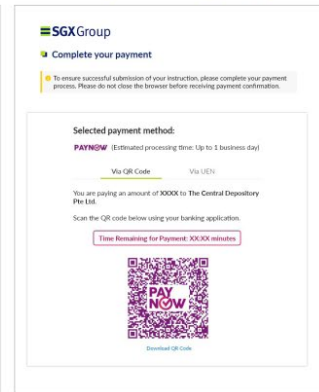 SGX Group
Complete your payment
To ensure successful submission of your instruction, please complete your payment
process. Please do not close the browser before receiving payment confirmation.
Selected payment method:
PAYNOW (Estimated processing time: Up to 1 business day)
Via QR Code Via UEN
You are paying an amount of XXXX to The Central Depository
Pte Ltd.
Scan the QR code below using your banking application.
Time Remaining for Payment: XX:XX minutes
PAY
NOW
Download QR Code